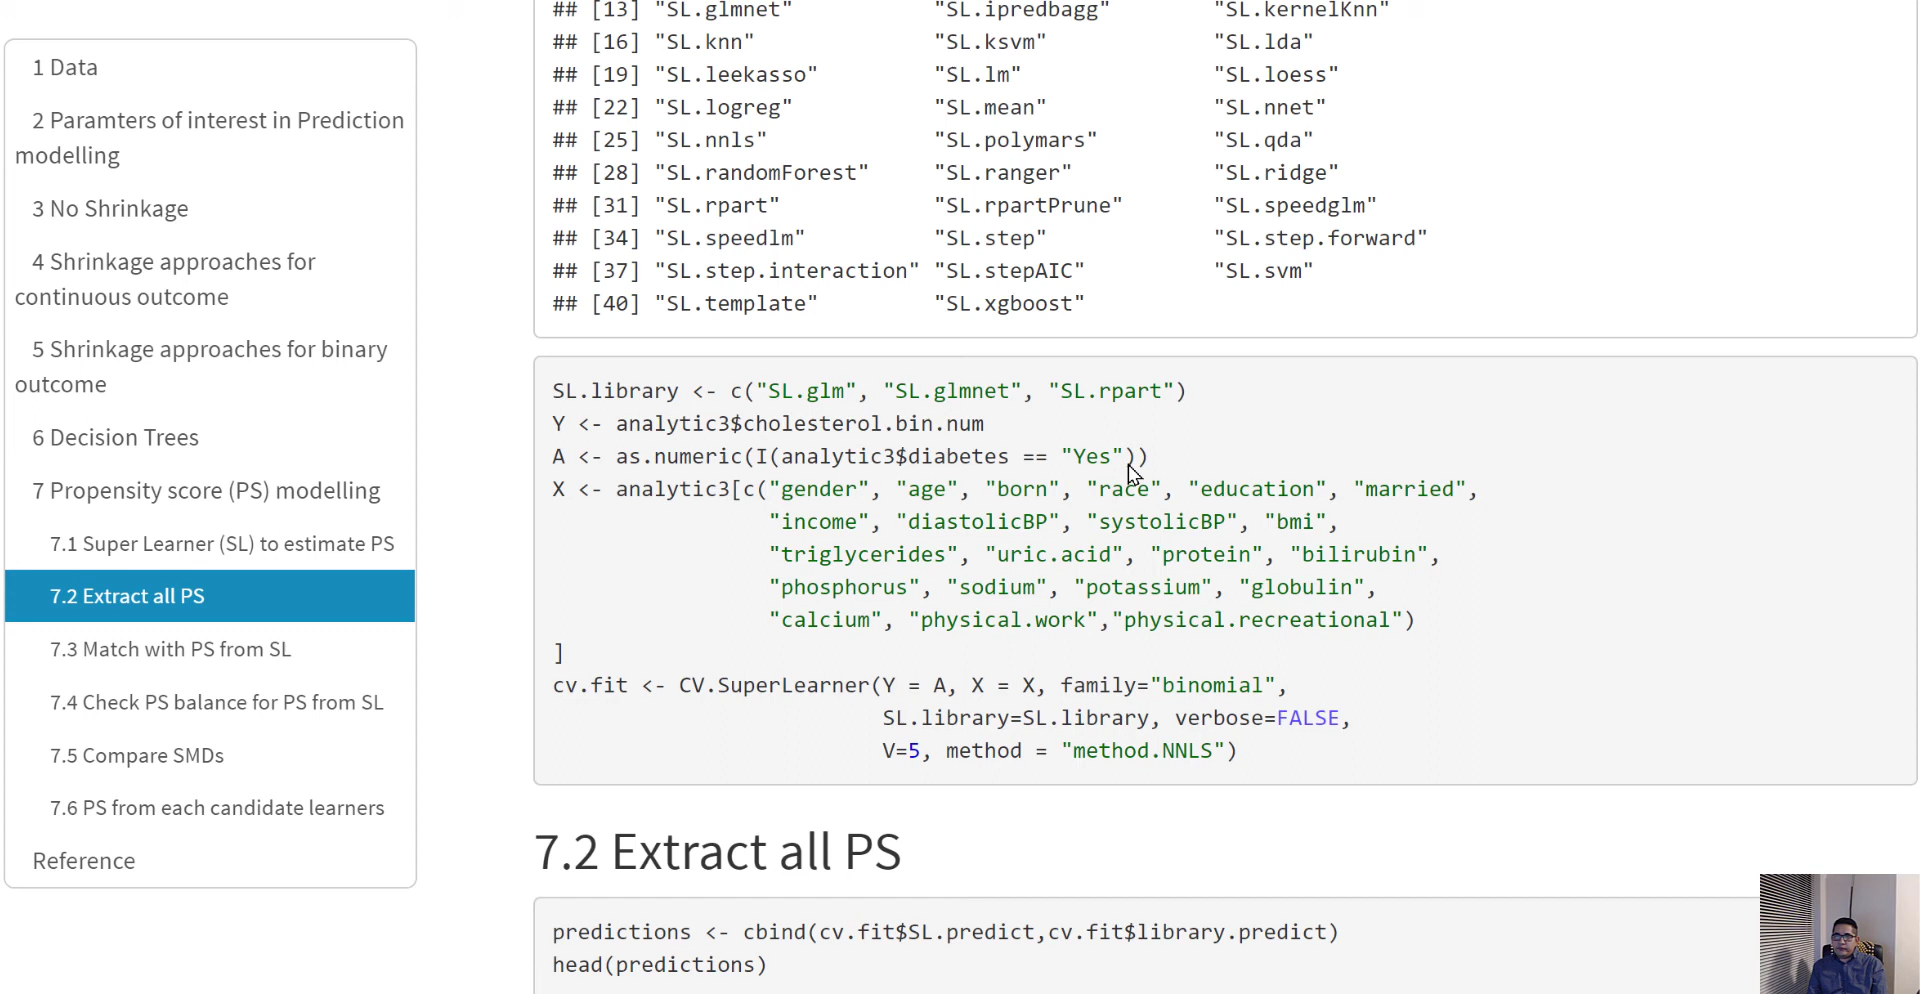 1 Data
2 Paramters of interest in Prediction
modelling
3 No Shrinkage
4 Shrinkage approaches for
continuous outcome
5 Shrinkage approaches for binary
outcome
6 Decision Trees
7 Propensity score (PS) modelling
7.1 Super Learner (SL) to estimate PS
7.2 Extract all PS
7.3 Match with PS from SL
7.4 Check PS balance for PS from SL
7.5 Compare SMDs
7.6 PS from each candidate learners
Reference
## [13] "SL.glmnet" "SL.ipredbagg" "SL.kernelKnn"
## [16] "SL.knn" "SL.ksvm" "SL.lda"
## [19] "SL.leekasso" "SL.lm" "SL.loess"
## [22] "SL.logreg" "SL.mean" "SL.nnet"
## [25] "SL.nnls" "SL.polymars" "SL.qda"
## [28] "SL.randomForest" "SL.ranger" "SL.ridge"
## [31] "SL.rpart" "SL.rpartPrune" "SL.speedglm"
## [34] "SL.speedlm" "SL.step" "SL.step.forward"
## [37] "SL.step.interaction" "SL.stepAIC" "SL.svm"
## [40] "SL.template" "SL.xgboost"
SL.library <- c("SL.glm", "SL.glmnet", "SL.rpart")
Y <- analytic3$cholesterol.bin.num
A <- as.numeric(I(analytic3$diabetes == "Yes"))
X <- analytic3[c("gender", "age", "born", "race", "education", "married",
"income", "diastolicBP", "systolicBP", "bmi",
"triglycerides", "uric.acid", "protein", "bilirubin",
"phosphorus", "sodium", "potassium", "globulin",
"calcium", "physical.work","physical.recreational")
]
cv.fit <- CV.SuperLearner(Y = A, X = X, family="binomial",
SL.library=SL.library, verbose=FALSE,
V=5, method = "method.NNLS")
7.2 Extract all PS
predictions <- cbind(cv.fit$SL.predict,cv.fit$library.predict)
head(predictions)